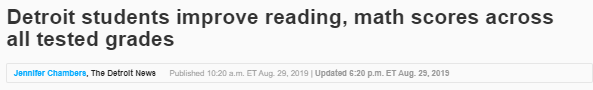 Detroit students improve reading, math scores across
all tested grades
Jennifer Chambers, The Detroit News Published 10:20 a.m. ET Aug. 29, 2019 | Updated 6:20 p.m. ET Aug. 29, 2019